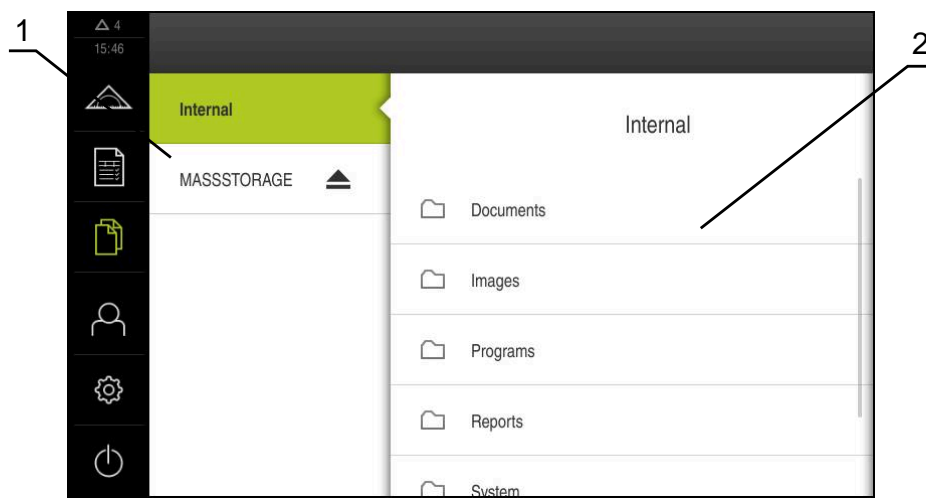 1
2
4
15:46
Internal
MASSSTORAGE
Internal
Documents
Images
Programs
Reports
System